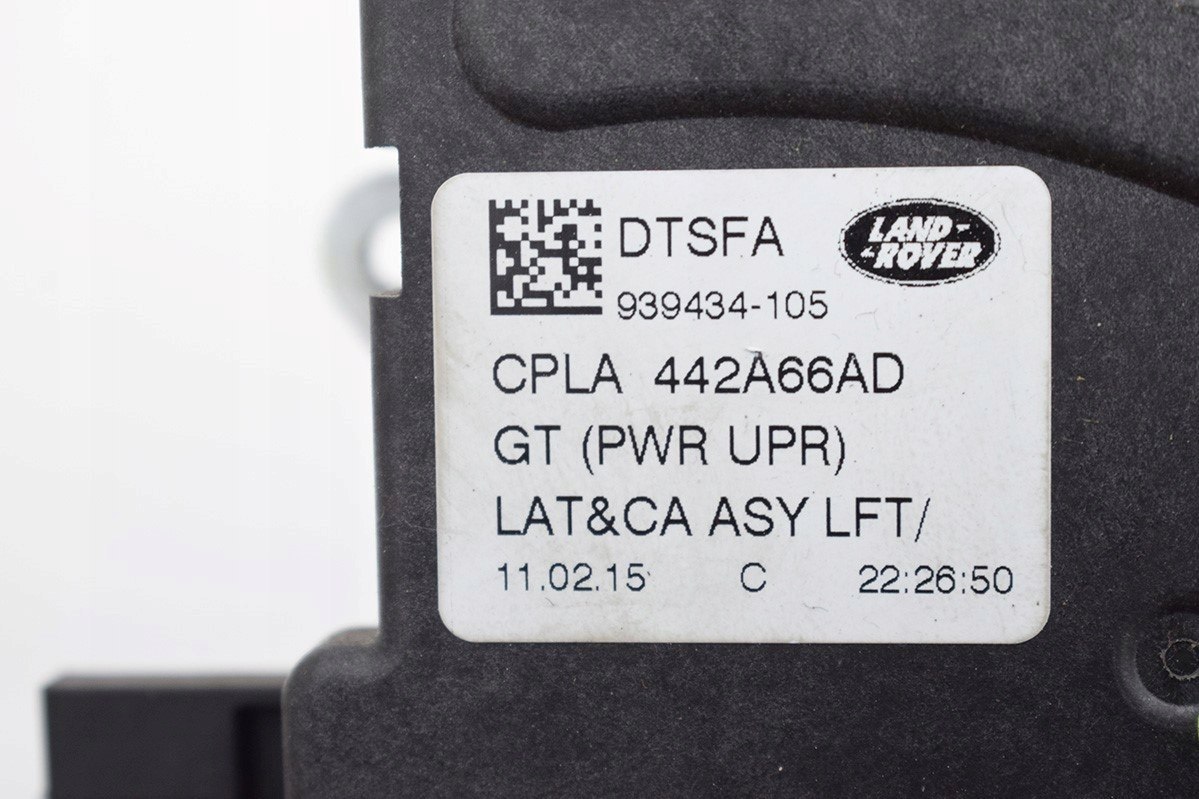 DTSFA
LAND-
-ROVER
939434-105
CPLA 442A66AD
GT (PWR UPR)
LAT&CA ASY LFT/
11.02.15 C 22:26:50